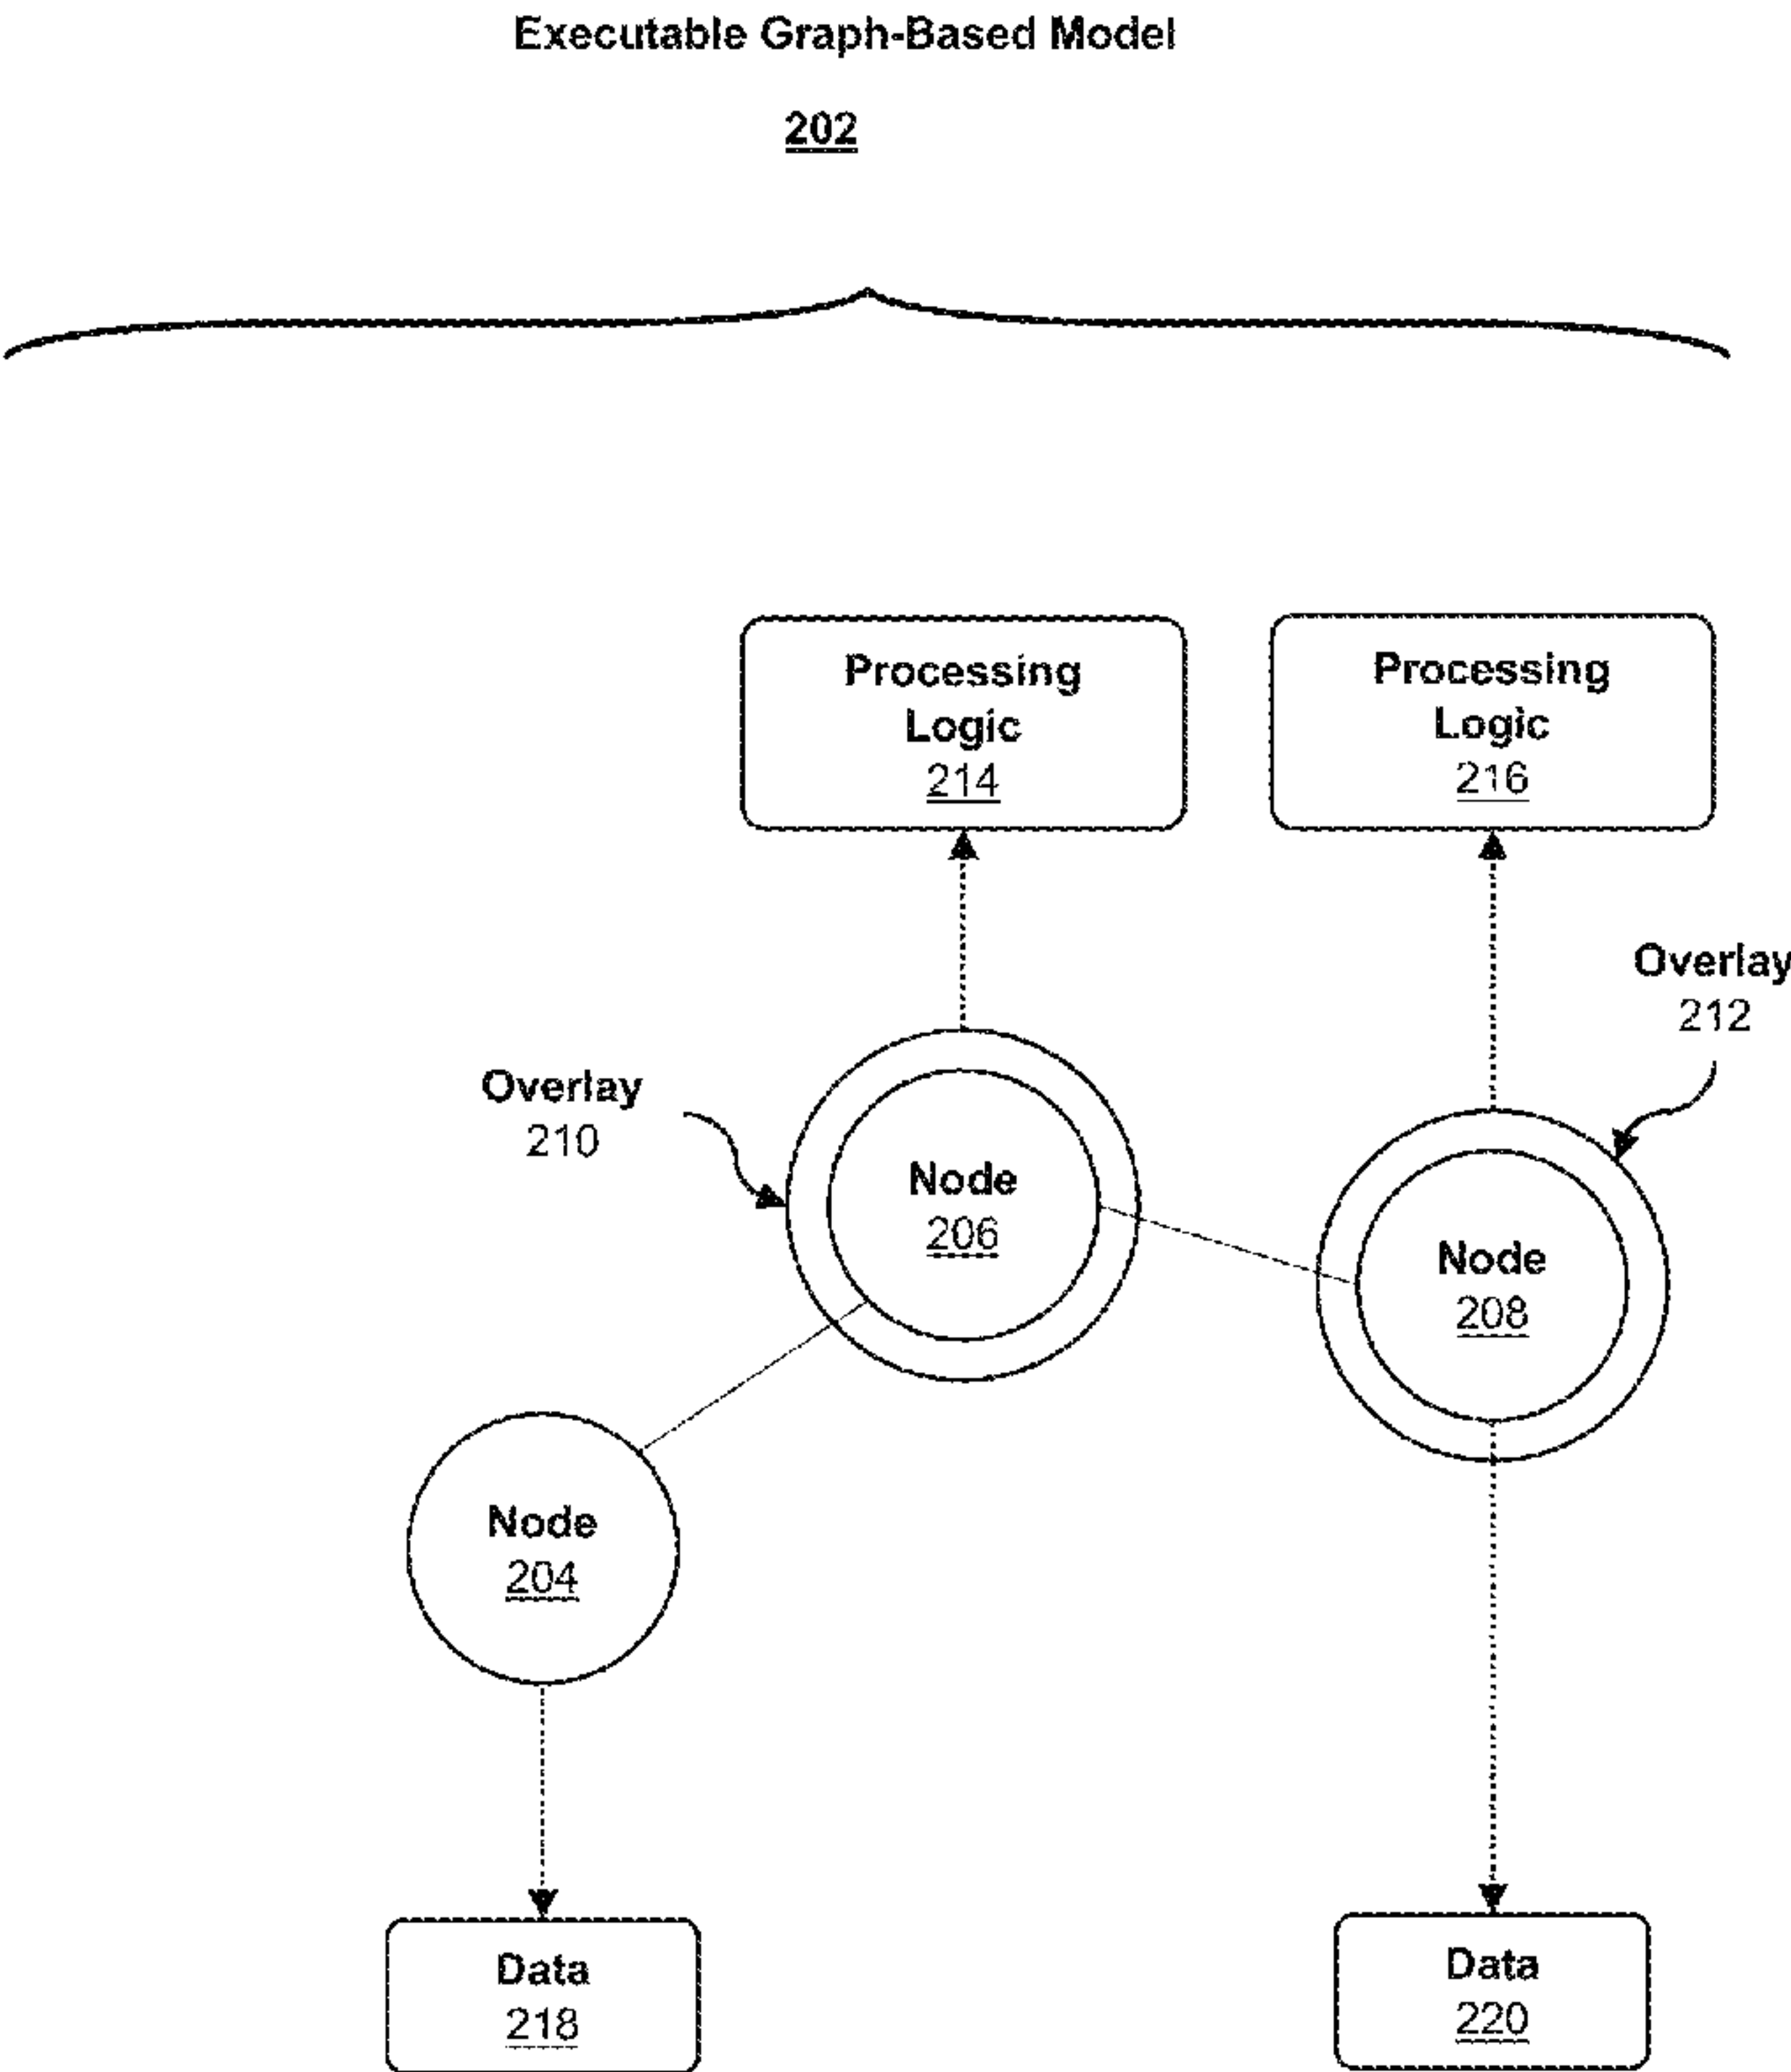 Executable Graph-Based Model
202
Processing
Logic
214
Processing
Logic
216
Overlay
212
Overlay
210
Node
206
Node
208
Node
204
Data
218
Data
220